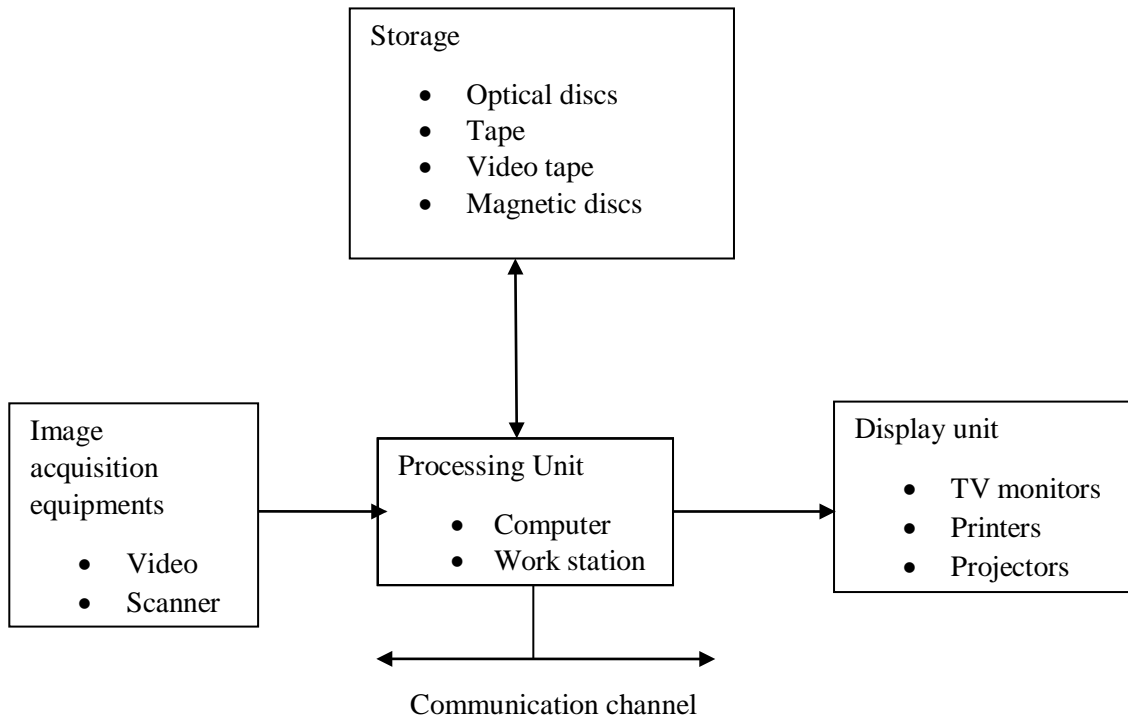 Storage
• Optical discs
• Tape
• Video tape
• Magnetic discs
Image
acquisition
equipments
• Video
• Scanner
Processing Unit
• Computer
• Work station
Display unit
• TV monitors
• Printers
• Projectors
Communication channel